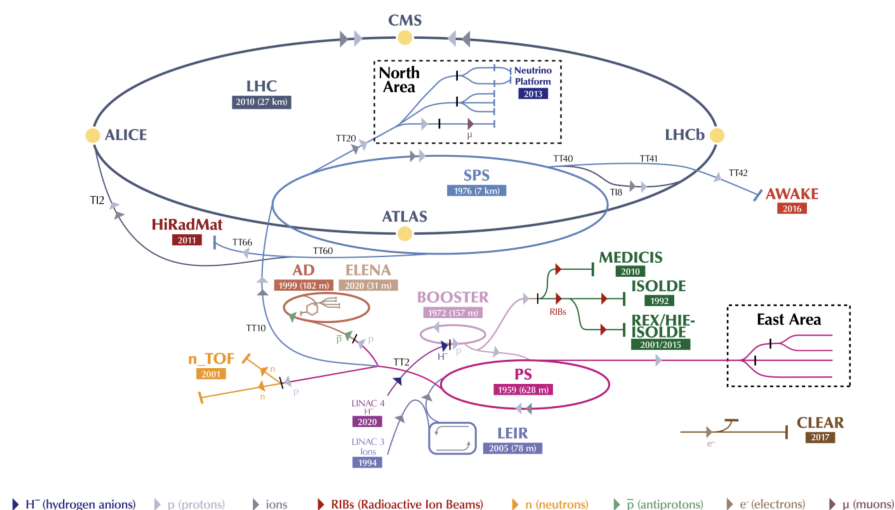 CMS
LHC
2010 (27 km)
North
Area
Neutrino
Platform
2013
μ
ALICE
LHCb
TT20
TT40
TT41
TT42
TI8
TI2
SPS
1976 (7 km)
AWAKE
2016
HiRadMat
2011
ATLAS
TT66
TT60
MEDICIS
2010
AD
1999 (182 m)
ELENA
2020 (31 m)
ISOLDE
1992
BOOSTER
1972 (157 m)
RIBs
REX/HIE-
ISOLDE
2001/2015
East Area
TT10
p̅
p
H⁻
p
TT2
n_TOF
2001
n
n
p
PS
1959 (628 m)
LINAC 4
H⁻
2020
LINAC 3
Ions
1994
LEIR
2005 (78 m)
CLEAR
2017
e⁻
H⁻ (hydrogen anions)
p (protons)
ions
RIBs (Radioactive Ion Beams)
n (neutrons)
p̅ (antiprotons)
e⁻ (electrons)
μ (muons)